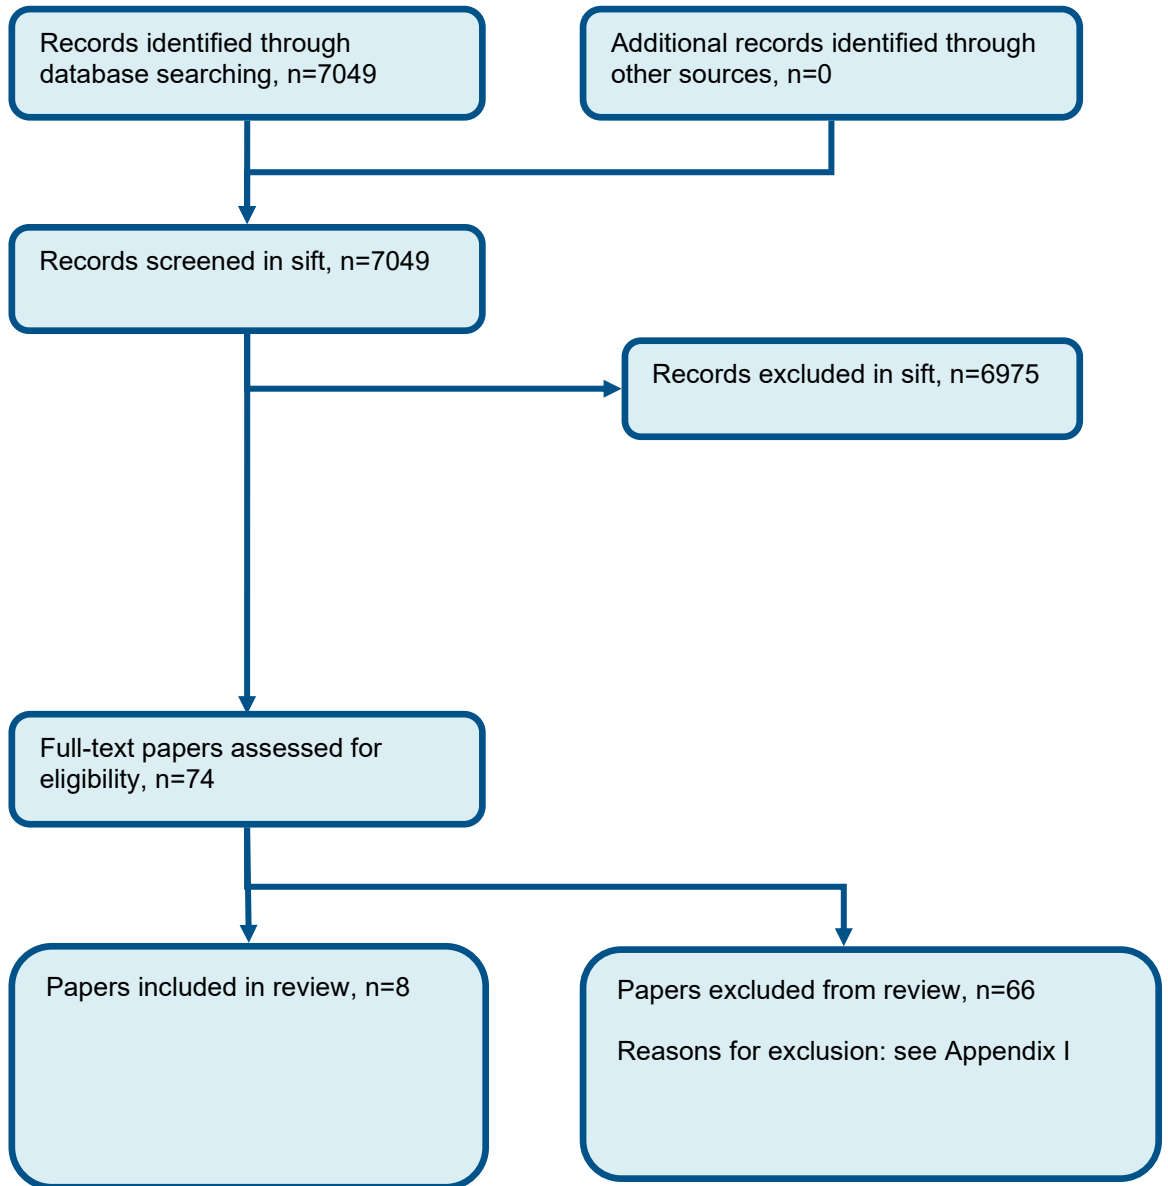 Records identified through
database searching, n=7049
Additional records identified through
other sources, n=0
Records screened in sift, n=7049
Records excluded in sift, n=6975
Full-text papers assessed for
eligibility, n=74
Papers included in review, n=8
Papers excluded from review, n=66
Reasons for exclusion: see Appendix I